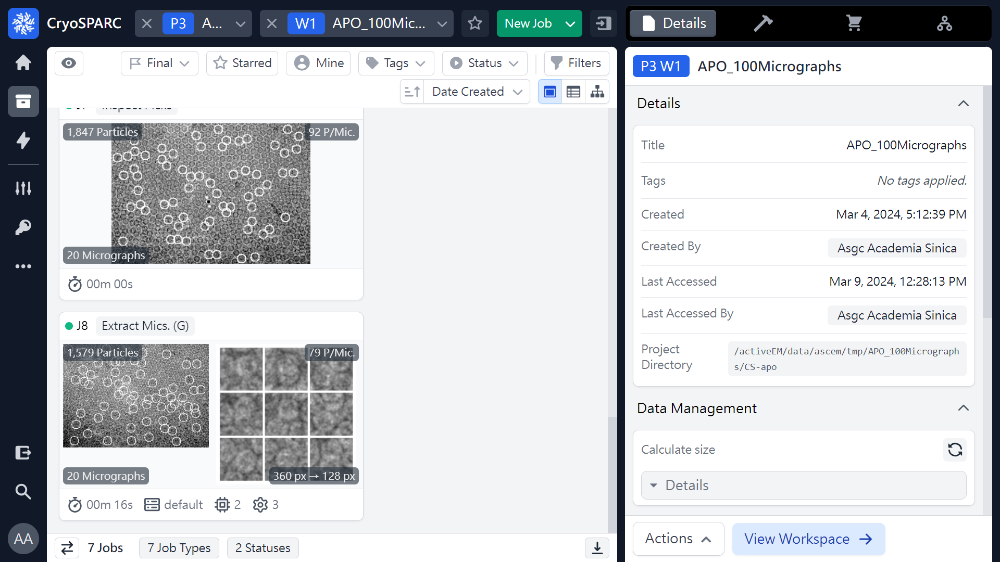 CryoSPARC
P3 A...
W1 APO_100Mic...
New Job
Details
Final
Starred
Mine
Tags
Status
Filters
Date Created
Inspect Picks
1,847 Particles
92 P/Mic.
20 Micrographs
00m 00s
J8 Extract Mics. (G)
1,579 Particles
79 P/Mic.
20 Micrographs
360 px → 128 px
00m 16s default 2 3
7 Jobs
7 Job Types
2 Statuses
AA
P3 W1 APO_100Micrographs
Details
Title APO_100Micrographs
Tags No tags applied.
Created Mar 4, 2024, 5:12:39 PM
Created By Asgc Academia Sinica
Last Accessed Mar 9, 2024, 12:28:13 PM
Last Accessed By Asgc Academia Sinica
Project Directory
/activeEM/data/ascem/tmp/APO_100Micrograph
s/CS-apo
Data Management
Calculate size
Details
Actions
View Workspace →